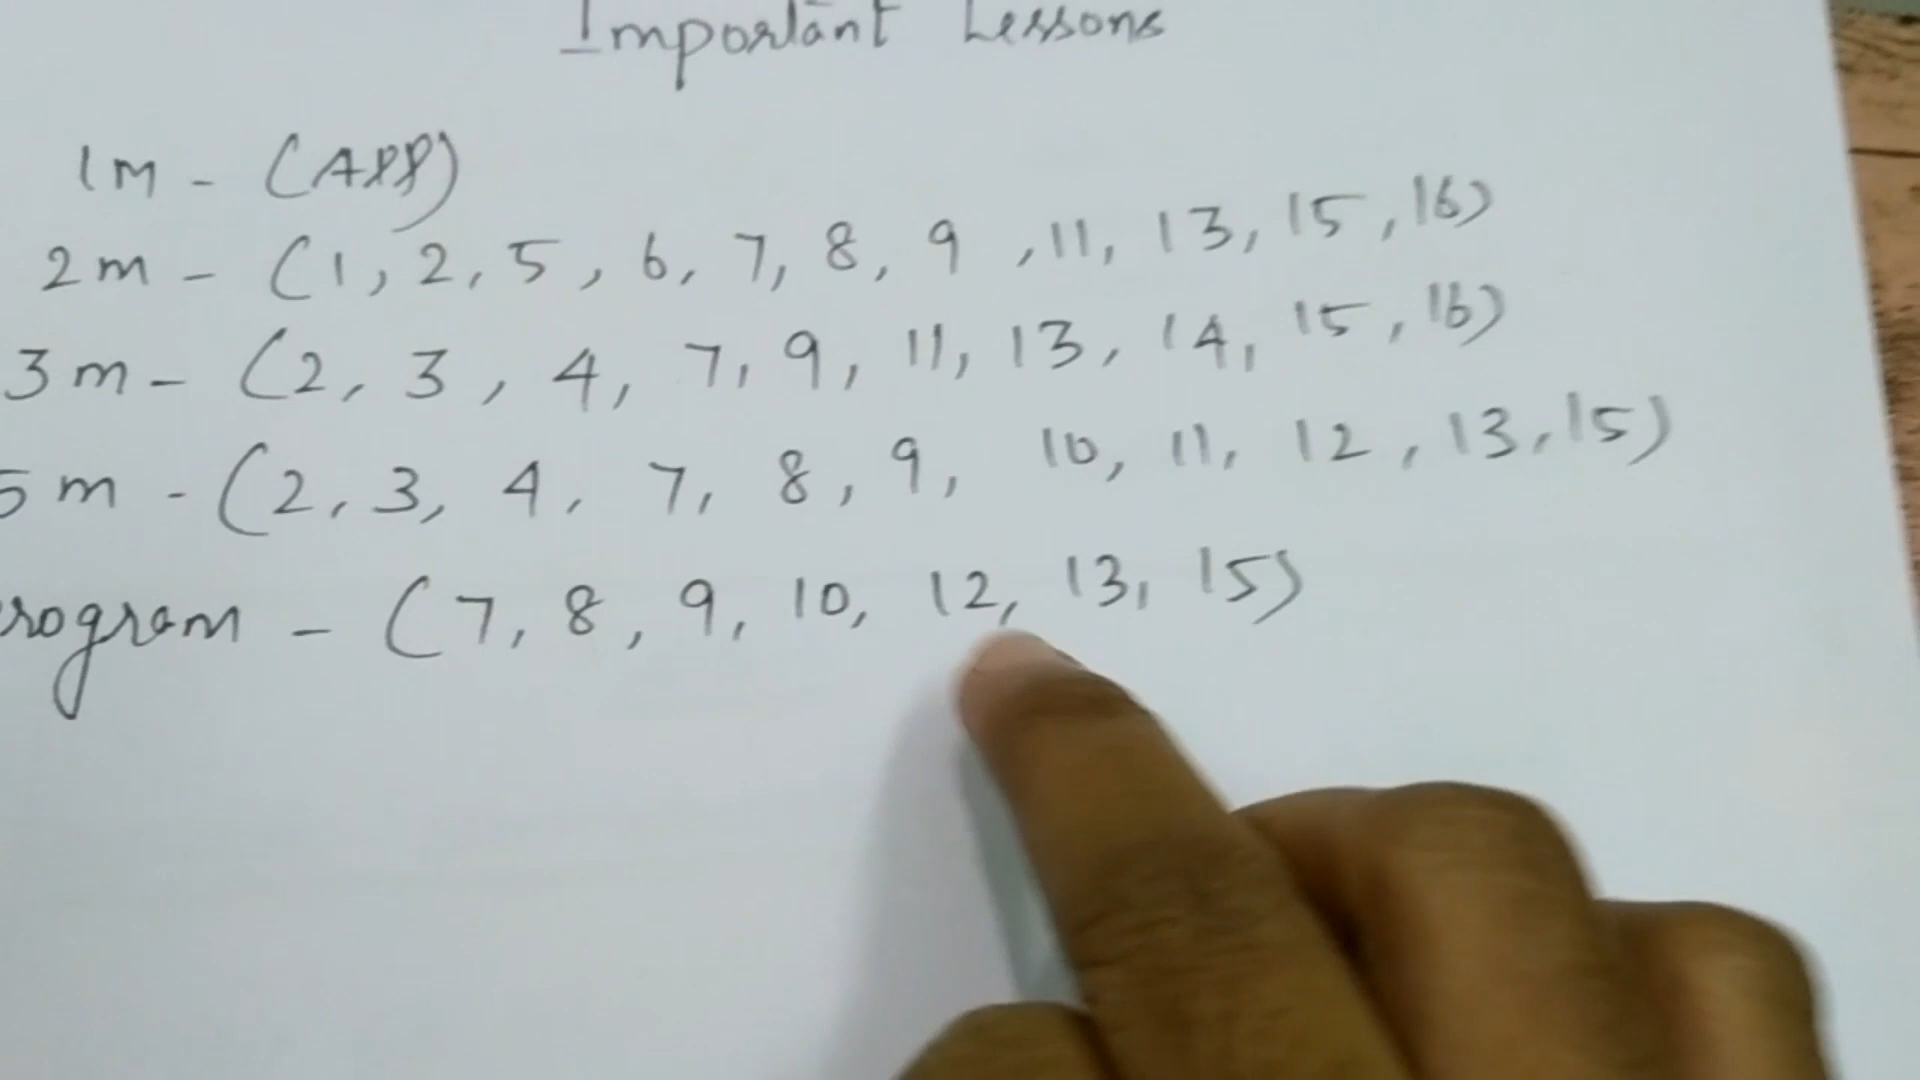 Important Lessons
1m - (All)
2m - (1, 2, 5, 6, 7, 8, 9, 11, 13, 15, 16)
3m - (2, 3, 4, 7, 9, 11, 13, 14, 15, 16)
5m - (2, 3, 4, 7, 8, 9, 10, 11, 12, 13, 15)
rogram - (7, 8, 9, 10, 12, 13, 15)